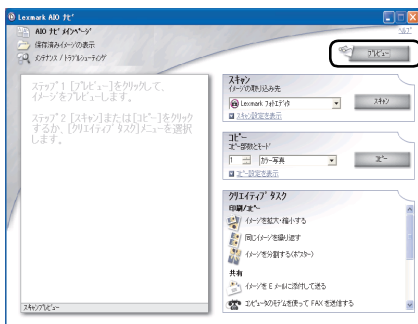 Lexmark AIO ﾅﾋﾞ
AIO ﾅﾋﾞ ﾒｲﾝﾍﾟｰｼﾞ
保存済みｲﾒｰｼﾞの表示
ﾒﾝﾃﾅﾝｽ / ﾄﾗﾌﾞﾙｼｭｰﾃｨﾝｸﾞ
ﾍﾙﾌﾟ
ﾌﾟﾚﾋﾞｭｰ
ｽﾃｯﾌﾟ 1 [ﾌﾟﾚﾋﾞｭｰ]をｸﾘｯｸして、
ｲﾒｰｼﾞをﾌﾟﾚﾋﾞｭｰします。
ｽﾃｯﾌﾟ 2 [ｽｷｬﾝ]または[ｺﾋﾟｰ]をｸﾘｯｸ
するか、[ｸﾘｴｲﾃｨﾌﾞ ﾀｽｸ]ﾒﾆｭｰを選択
します。
ｽｷｬﾝﾌﾟﾚﾋﾞｭｰ
ｽｷｬﾝ
ｲﾒｰｼﾞの取り込み先
Lexmark ﾌｫﾄｴﾃﾞｨﾀ
ｽｷｬﾝ
ｽｷｬﾝ設定を表示
ｺﾋﾟｰ
ｺﾋﾟｰ部数とﾓｰﾄﾞ
1
ｶﾗｰ写真
ｺﾋﾟｰ
ｺﾋﾟｰ設定を表示
ｸﾘｴｲﾃｨﾌﾞ ﾀｽｸ
印刷/ｺﾋﾟｰ
ｲﾒｰｼﾞを拡大・縮小する
同じｲﾒｰｼﾞを繰り返す
ｲﾒｰｼﾞを分割する(ﾎﾟｽﾀｰ)
共有
ｲﾒｰｼﾞを E ﾒｰﾙに添付して送る
ｺﾝﾋﾟｭｰﾀのﾓﾃﾞﾑを使って FAX を送信する